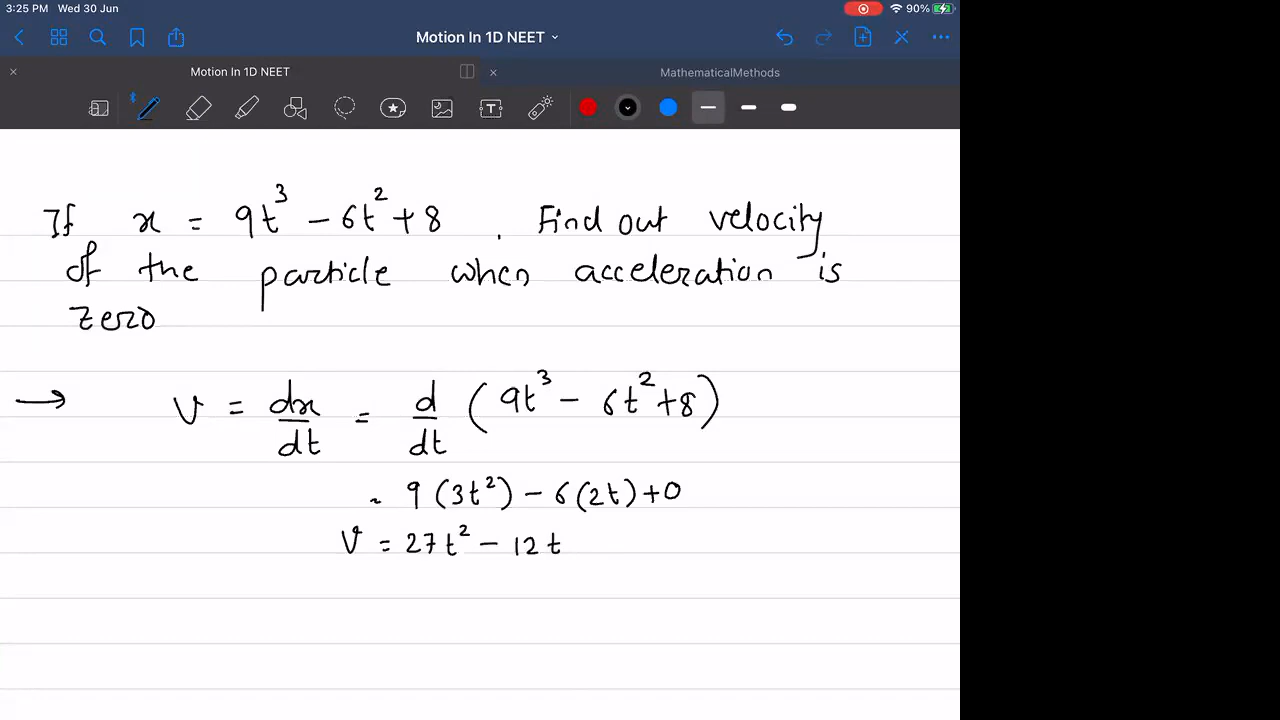 3:25 PM Wed 30 Jun 90%
Motion In 1D NEET
Motion In 1D NEET MathematicalMethods
If x = 9t³ - 6t² + 8 . Find out velocity
of the particle when acceleration is
zero
→ v = dx/dt = d/dt (9t³ - 6t² + 8)
= 9(3t²) - 6(2t) + 0
v = 27t² - 12t